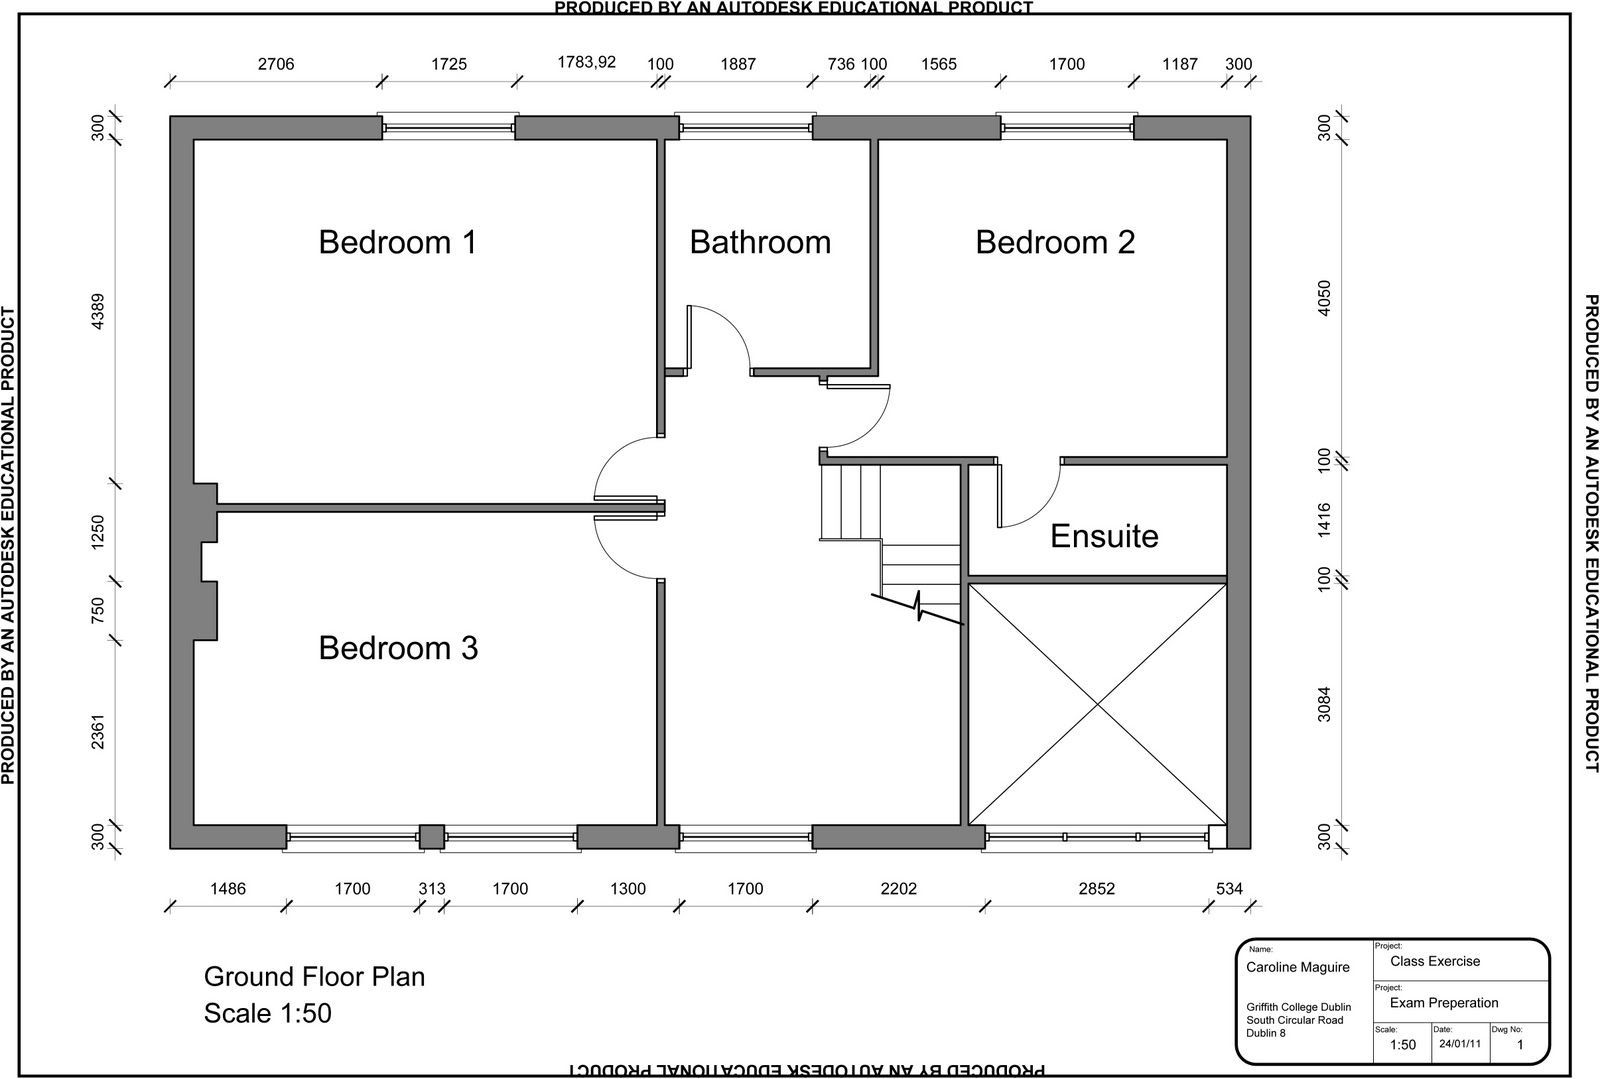 PRODUCED BY AN AUTODESK EDUCATIONAL PRODUCT
2706 1725 1783,92 100 1887 736 100 1565 1700 1187 300
300
4389
1250
750
2361
300
300
4050
100
1416
100
3084
300
Bedroom 1
Bathroom
Bedroom 2
Ensuite
Bedroom 3
1486 1700 313 1700 1300 1700 2202 2852 534
Ground Floor Plan
Scale 1:50
Name:
Caroline Maguire
Griffith College Dublin
South Circular Road
Dublin 8
Project:
Class Exercise
Project:
Exam Preperation
Scale:
1:50
Date:
24/01/11
Dwg No:
1
PRODUCED BY AN AUTODESK EDUCATIONAL PRODUCT
PRODUCED BY AN AUTODESK EDUCATIONAL PRODUCT
PRODUCED BY AN AUTODESK EDUCATIONAL PRODUCT